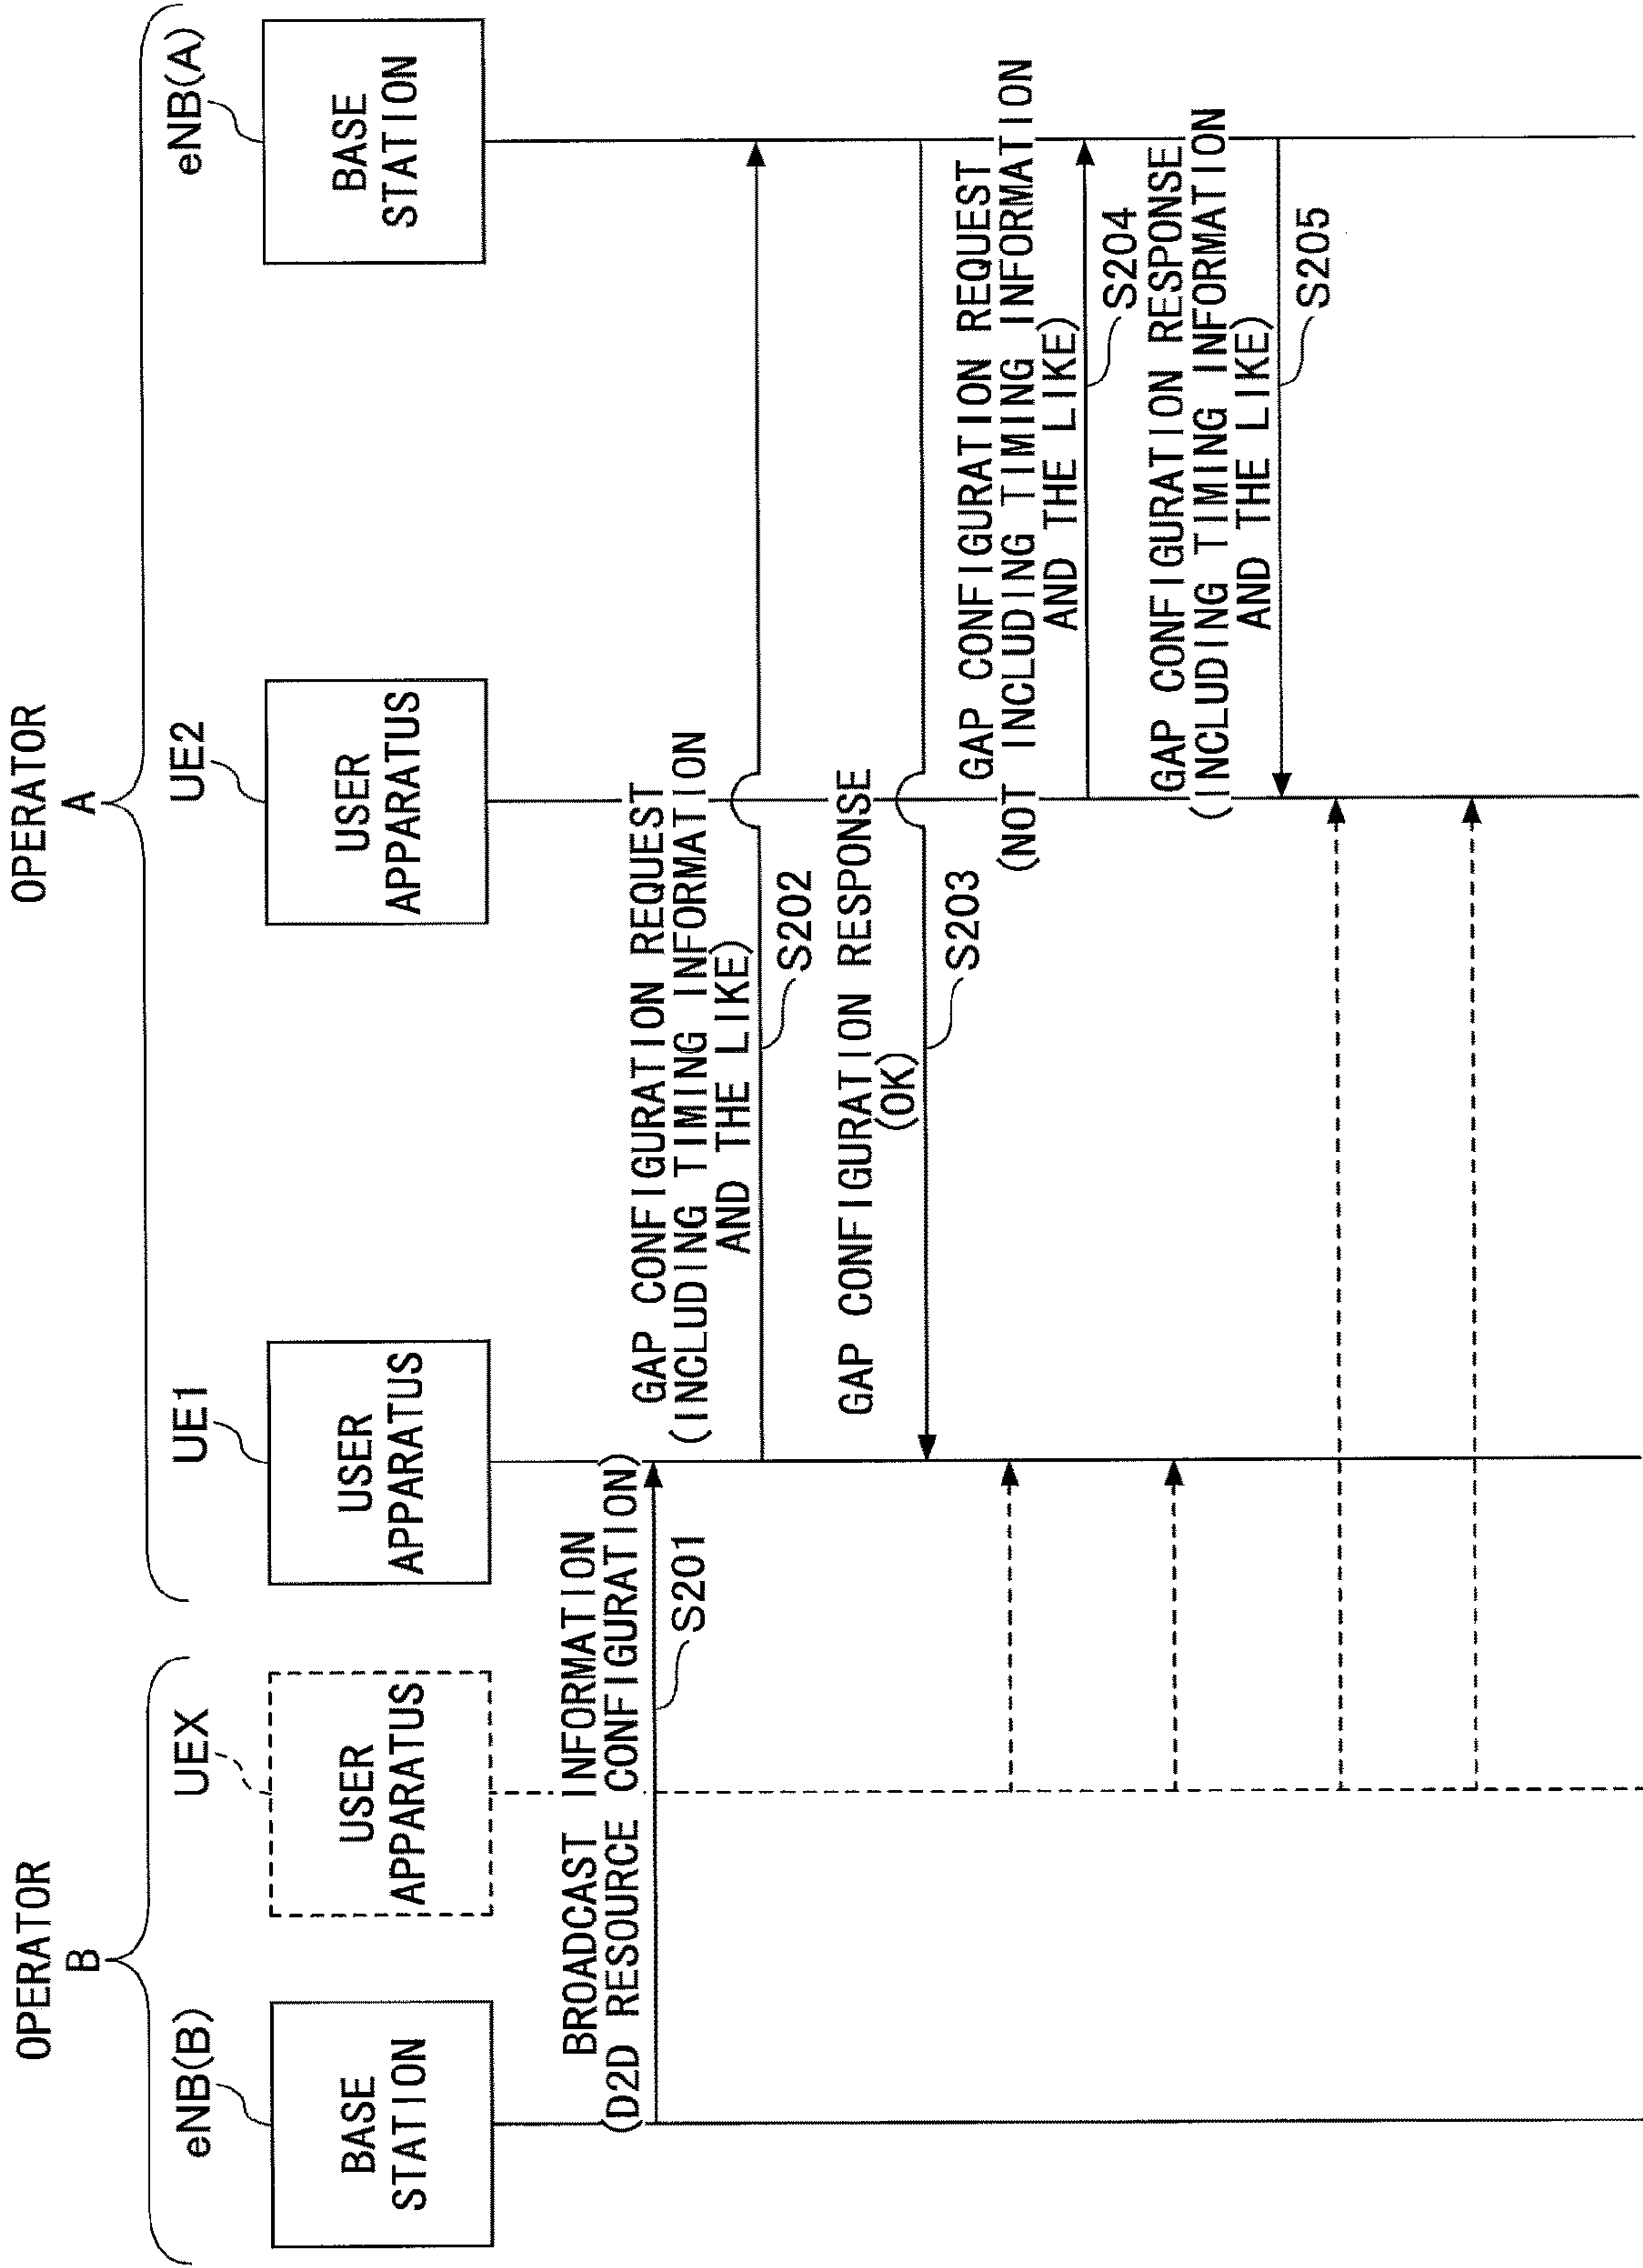 OPERATOR
B
OPERATOR
A
eNB(B)
UEX
UE1
UE2
eNB(A)
BASE
STATION
USER
APPARATUS
USER
APPARATUS
USER
APPARATUS
BASE
STATION
BROADCAST INFORMATION
(D2D RESOURCE CONFIGURATION)
S201
GAP CONFIGURATION REQUEST
(INCLUDING TIMING INFORMATION
AND THE LIKE)
S202
GAP CONFIGURATION RESPONSE
(OK)
S203
GAP CONFIGURATION REQUEST
(NOT INCLUDING TIMING INFORMATION
AND THE LIKE)
S204
GAP CONFIGURATION RESPONSE
(INCLUDING TIMING INFORMATION
AND THE LIKE)
S205